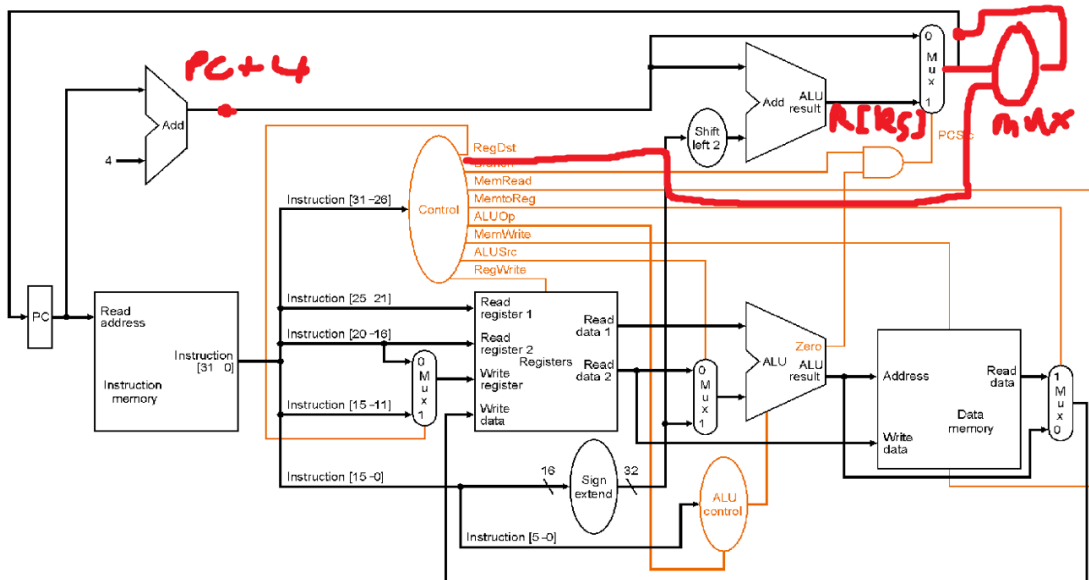 PC+4
0
M
u
x
1
mux
Add
4
Add
ALU
result
R[rs]
PCSrc
Shift
left 2
RegDst
Branch
MemRead
MemtoReg
ALUOp
MemWrite
ALUSrc
RegWrite
Control
Instruction [31–26]
PC
Read
address
Instruction
[31 0]
Instruction
memory
Instruction [25 21]
Instruction [20–16]
Instruction [15–11]
Instruction [15–0]
0
M
u
x
1
Read
register 1
Read
register 2
Write
register
Write
data
Registers
Read
data 1
Read
data 2
0
M
u
x
1
Zero
ALU
ALU
result
Address
Write
data
Read
data
Data
memory
1
M
u
x
0
16
Sign
extend
32
Instruction [5–0]
ALU
control